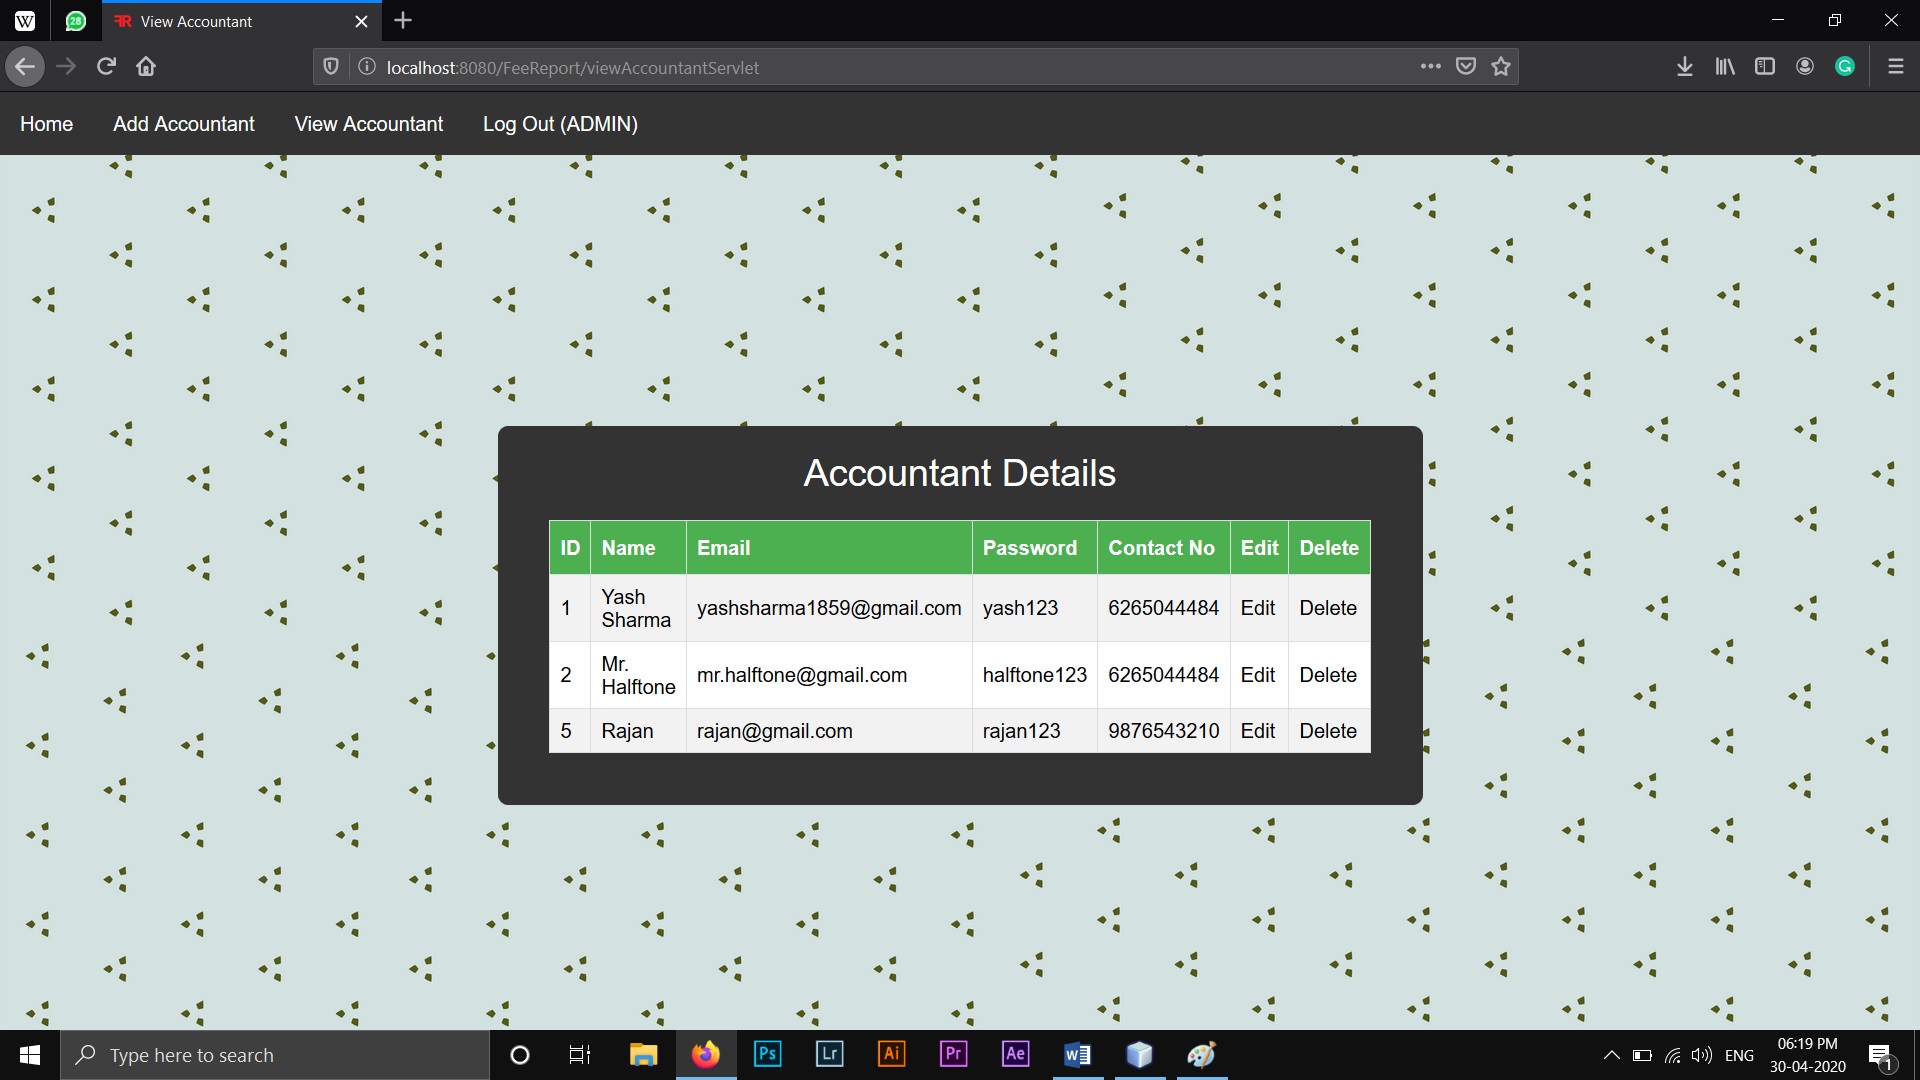 View Accountant
28
localhost:8080/FeeReport/viewAccountantServlet
Home Add Accountant View Accountant Log Out (ADMIN)
Accountant Details
ID Name Email Password Contact No Edit Delete
1 Yash Sharma yashsharma1859@gmail.com yash123 6265044484 Edit Delete
2 Mr. Halftone mr.halftone@gmail.com halftone123 6265044484 Edit Delete
5 Rajan rajan@gmail.com rajan123 9876543210 Edit Delete
Type here to search
Ps Lr Ai Pr Ae
ENG
06:19 PM
30-04-2020
1